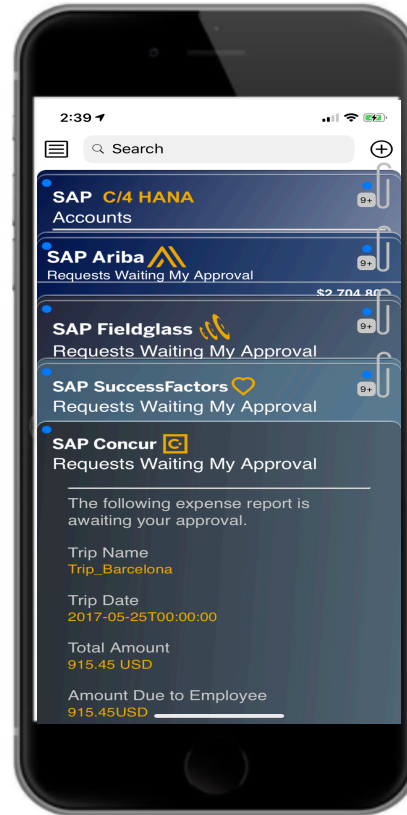 2:39
Search
SAP C/4 HANA
9+
Accounts
SAP Ariba
9+
Requests Waiting My Approval
$2,704.80
SAP Fieldglass
9+
Requests Waiting My Approval
SAP SuccessFactors
9+
Requests Waiting My Approval
SAP Concur
Requests Waiting My Approval
The following expense report is
awaiting your approval.
Trip Name
Trip_Barcelona
Trip Date
2017-05-25T00:00:00
Total Amount
915.45 USD
Amount Due to Employee
915.45USD